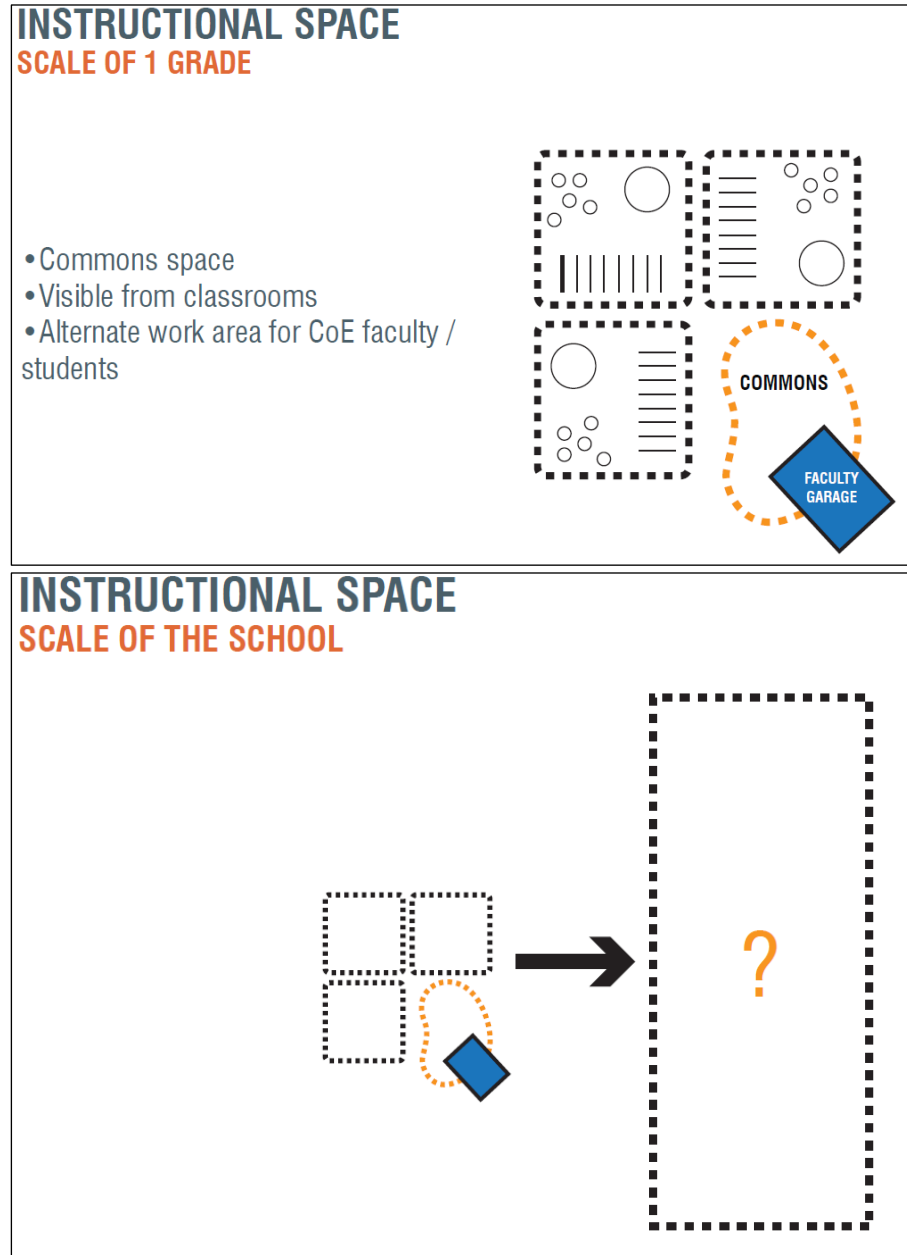 INSTRUCTIONAL SPACE
SCALE OF 1 GRADE
•Commons space
•Visible from classrooms
•Alternate work area for CoE faculty /
students
COMMONS
FACULTY
GARAGE
INSTRUCTIONAL SPACE
SCALE OF THE SCHOOL
?